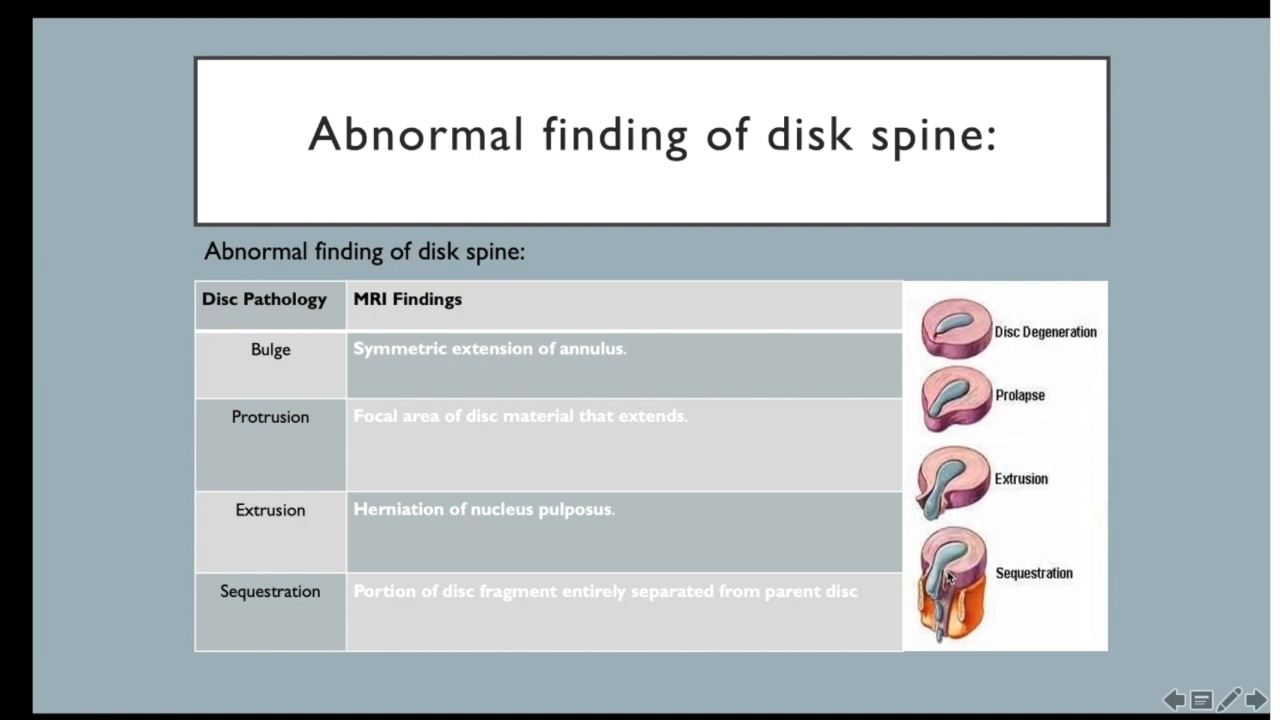 Abnormal finding of disk spine:
Abnormal finding of disk spine:
Disc Pathology MRI Findings
Bulge Symmetric extension of annulus.
Protrusion Focal area of disc material that extends.
Extrusion Herniation of nucleus pulposus.
Sequestration Portion of disc fragment entirely separated from parent disc
Disc Degeneration
Prolapse
Extrusion
Sequestration